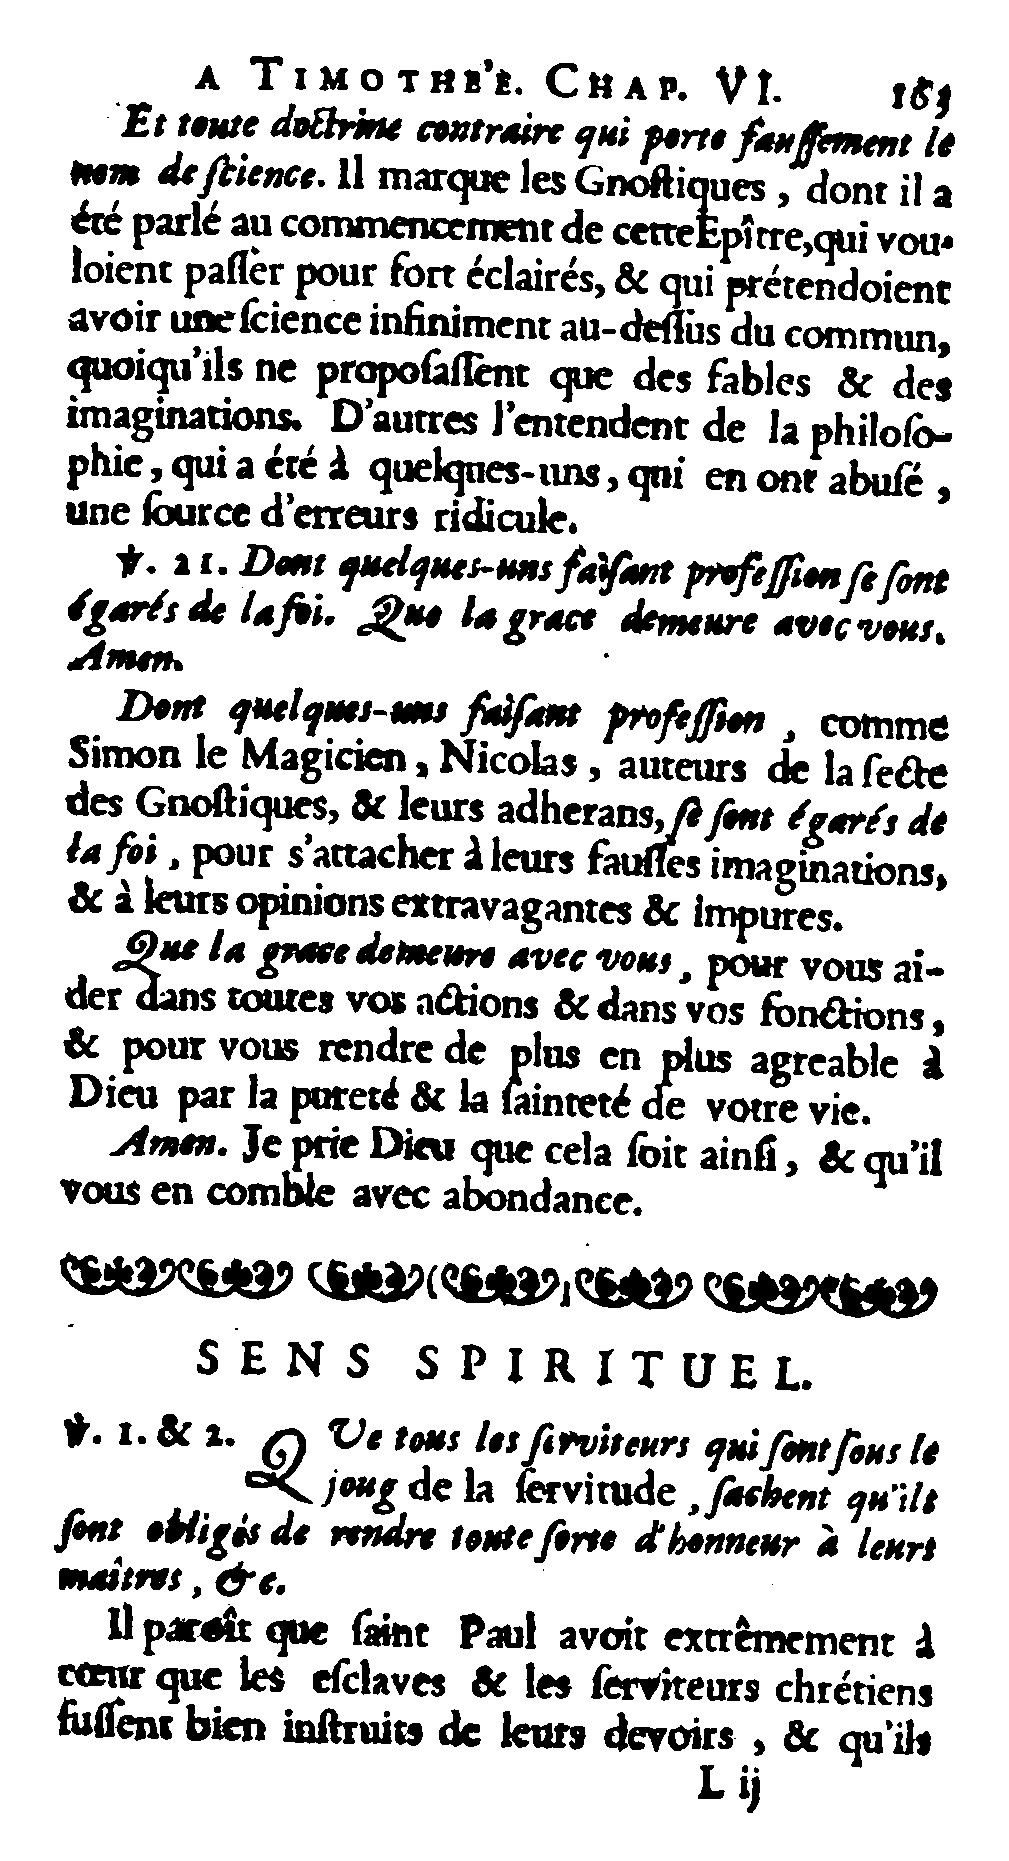 A TIMOTHE'E. CHAP. VI. 163
Et toute doctrine contraire qui porte faussement le
nom de science. Il marque les Gnostiques, dont il a
été parlé au commencement de cette Epître, qui vou-
loient passer pour fort éclairés, & qui prétendoient
avoir une science infiniment au-dessus du commun,
quoiqu'ils ne proposassent que des fables & des
imaginations. D'autres l'entendent de la philoso-
phie, qui a été à quelques-uns, qui en ont abusé,
une source d'erreurs ridicule.
℣. 21. Dont quelques-uns faisant profession se sont
égarés de la foi. Que la grace demeure avec vous.
Amen.
Dont quelques-uns faisant profession, comme
Simon le Magicien, Nicolas, auteurs de la secte
des Gnostiques, & leurs adherans, se sont égarés de
la foi, pour s'attacher à leurs fausses imaginations,
& à leurs opinions extravagantes & impures.
Que la grace demeure avec vous, pour vous ai-
der dans toutes vos actions & dans vos fonctions,
& pour vous rendre de plus en plus agreable à
Dieu par la pureté & la sainteté de votre vie.
Amen. Je prie Dieu que cela soit ainsi, & qu'il
vous en comble avec abondance.
SENS SPIRITUEL.
℣. 1. & 2. QUe tous les serviteurs qui sont sous le
joug de la servitude, sachent qu'ils
sont obligés de rendre toute sorte d'honneur à leurs
maîtres, &c.
Il paroît que saint Paul avoit extrêmement à
cœur que les esclaves & les serviteurs chrétiens
fussent bien instruits de leurs devoirs, & qu'ils
L ij